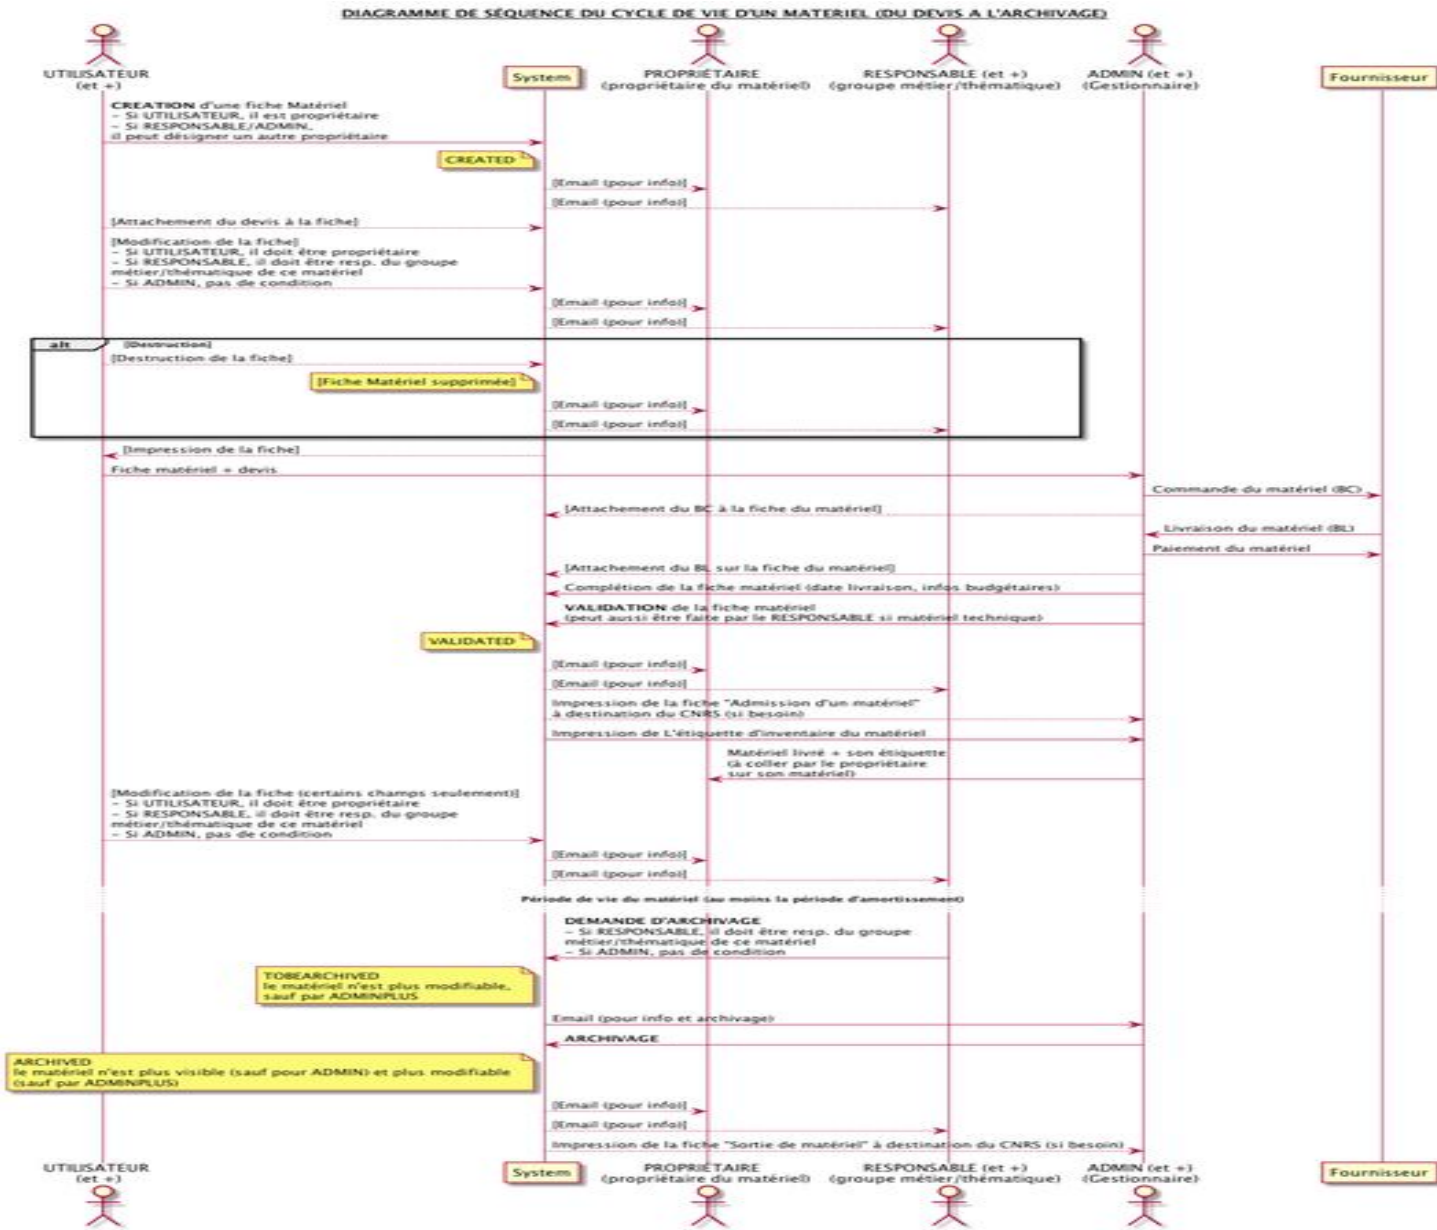 DIAGRAMME DE SÉQUENCE DU CYCLE DE VIE D'UN MATERIEL (DU DEVIS A L'ARCHIVAGE)
UTILISATEUR
(et +)
System
PROPRIÉTAIRE
(propriétaire du matériel)
RESPONSABLE (et +)
(groupe métier/thématique)
ADMIN (et +)
(Gestionnaire)
Fournisseur
CREATION d'une fiche Matériel
- Si UTILISATEUR, il est propriétaire
- Si RESPONSABLE/ADMIN,
il peut désigner un autre propriétaire
CREATED
[Email (pour info)]
[Email (pour info)]
[Attachement du devis à la fiche]
[Modification de la fiche]
- Si UTILISATEUR, il doit être propriétaire
- Si RESPONSABLE, il doit être resp. du groupe
métier/thématique de ce matériel
- Si ADMIN, pas de condition
[Email (pour info)]
[Email (pour info)]
alt [Destruction]
[Destruction de la fiche]
[Fiche Matériel supprimée]
[Email (pour info)]
[Email (pour info)]
[Impression de la fiche]
Fiche matériel + devis
Commande du matériel (BC)
[Attachement du BC à la fiche du matériel]
Livraison du matériel (BL)
Paiement du matériel
[Attachement du BL sur la fiche du matériel]
Complétion de la fiche matériel (date livraison, infos budgétaires)
VALIDATION de la fiche matériel
(peut aussi être faite par le RESPONSABLE si matériel technique)
VALIDATED
[Email (pour info)]
[Email (pour info)]
Impression de la fiche "Admission d'un matériel"
à destination du CNRS (si besoin)
Impression de L'étiquette d'inventaire du matériel
Matériel livré + son étiquette
(à coller par le propriétaire
sur son matériel)
[Modification de la fiche (certains champs seulement)]
- Si UTILISATEUR, il doit être propriétaire
- Si RESPONSABLE, il doit être resp. du groupe
métier/thématique de ce matériel
- Si ADMIN, pas de condition
[Email (pour info)]
[Email (pour info)]
Période de vie du matériel (au moins la période d'amortissement)
DEMANDE D'ARCHIVAGE
- Si RESPONSABLE, il doit être resp. du groupe
métier/thématique de ce matériel
- Si ADMIN, pas de condition
TOBEARCHIVED
le matériel n'est plus modifiable,
sauf par ADMINPLUS
Email (pour info et archivage)
ARCHIVAGE
ARCHIVED
le matériel n'est plus visible (sauf pour ADMIN) et plus modifiable
(sauf par ADMINPLUS)
[Email (pour info)]
[Email (pour info)]
Impression de la fiche "Sortie de matériel" à destination du CNRS (si besoin)
UTILISATEUR
(et +)
System
PROPRIÉTAIRE
(propriétaire du matériel)
RESPONSABLE (et +)
(groupe métier/thématique)
ADMIN (et +)
(Gestionnaire)
Fournisseur